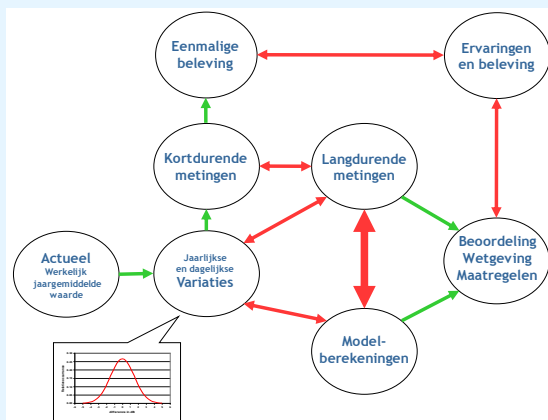 Eenmalige
beleving
Ervaringen
en beleving
Kortdurende
metingen
Langdurende
metingen
Actueel
Werkelijk
jaargemiddelde
waarde
Jaarlijkse
en dagelijkse
Variaties
Beoordeling
Wetgeving
Maatregelen
Model-
berekeningen